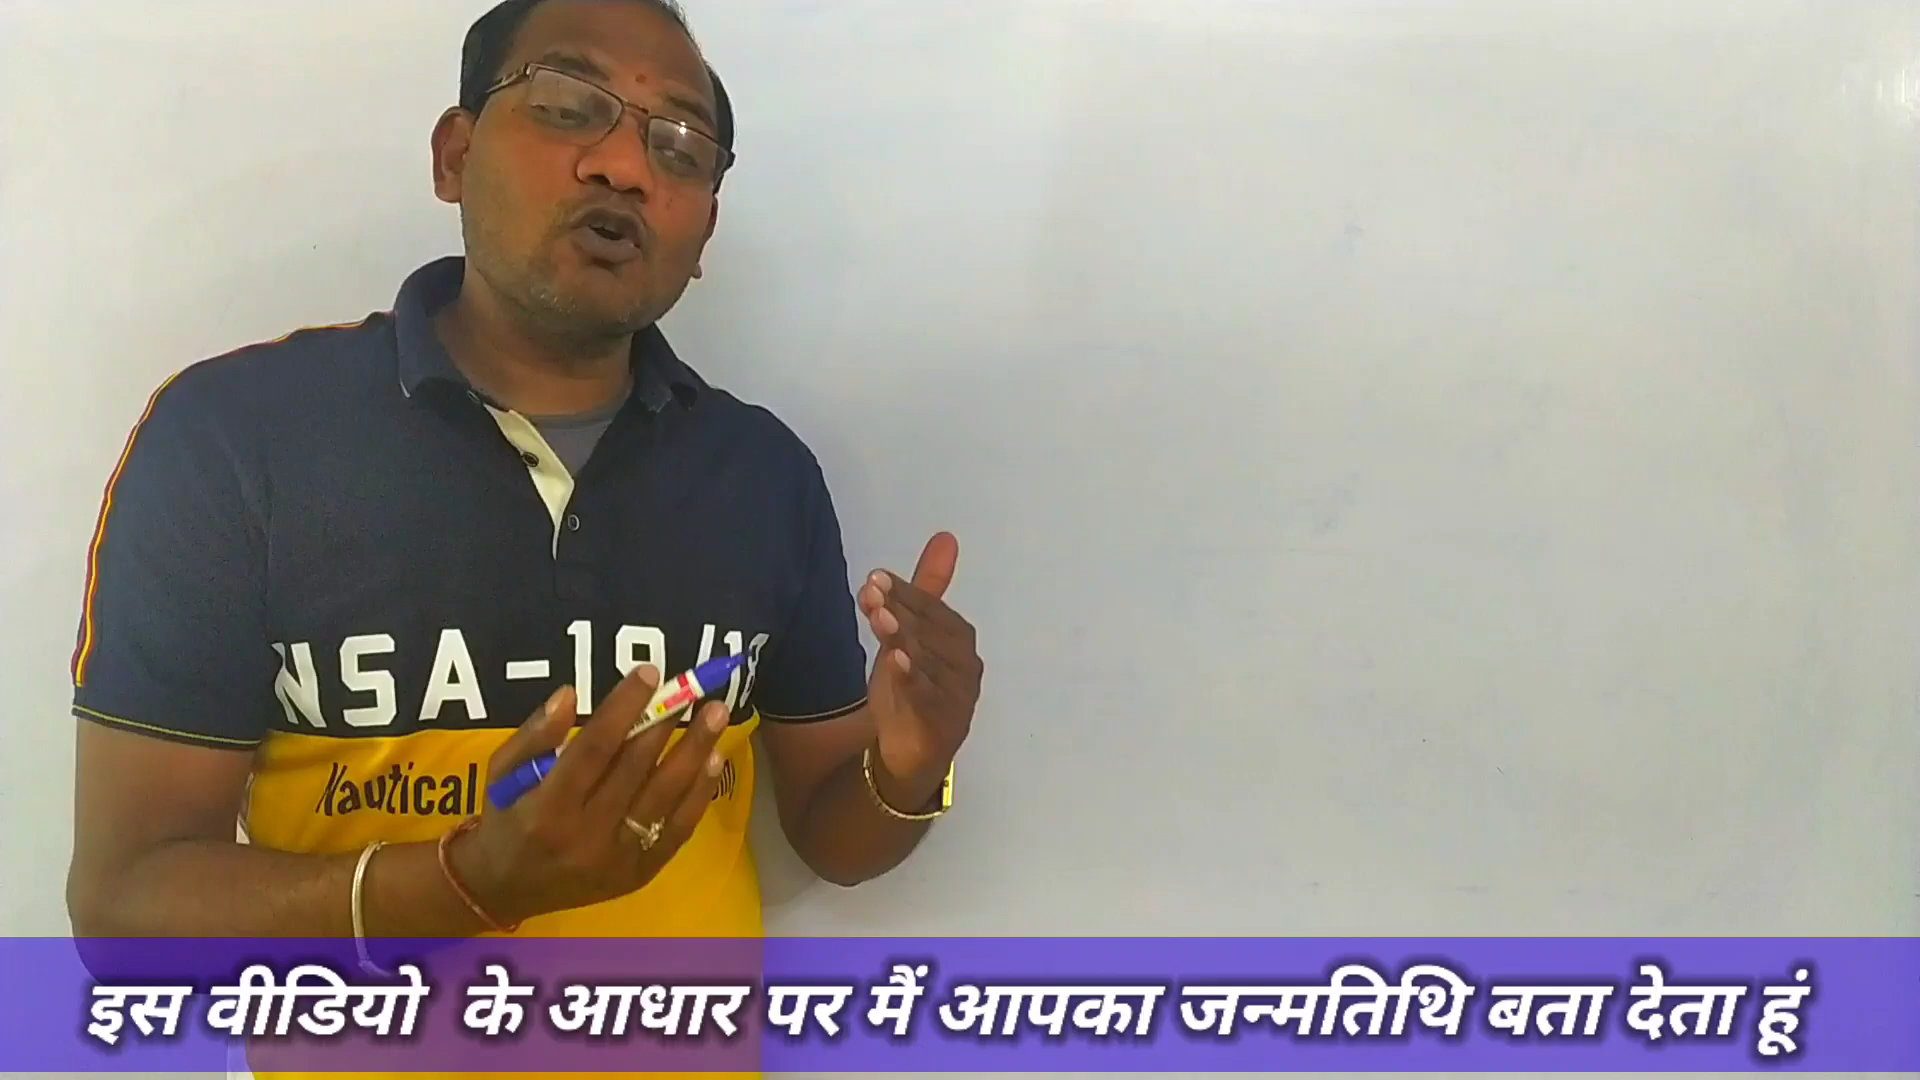 NSA-19/18
Nautical
इस वीडियो के आधार पर मैं आपका जन्मतिथि बता देता हूं